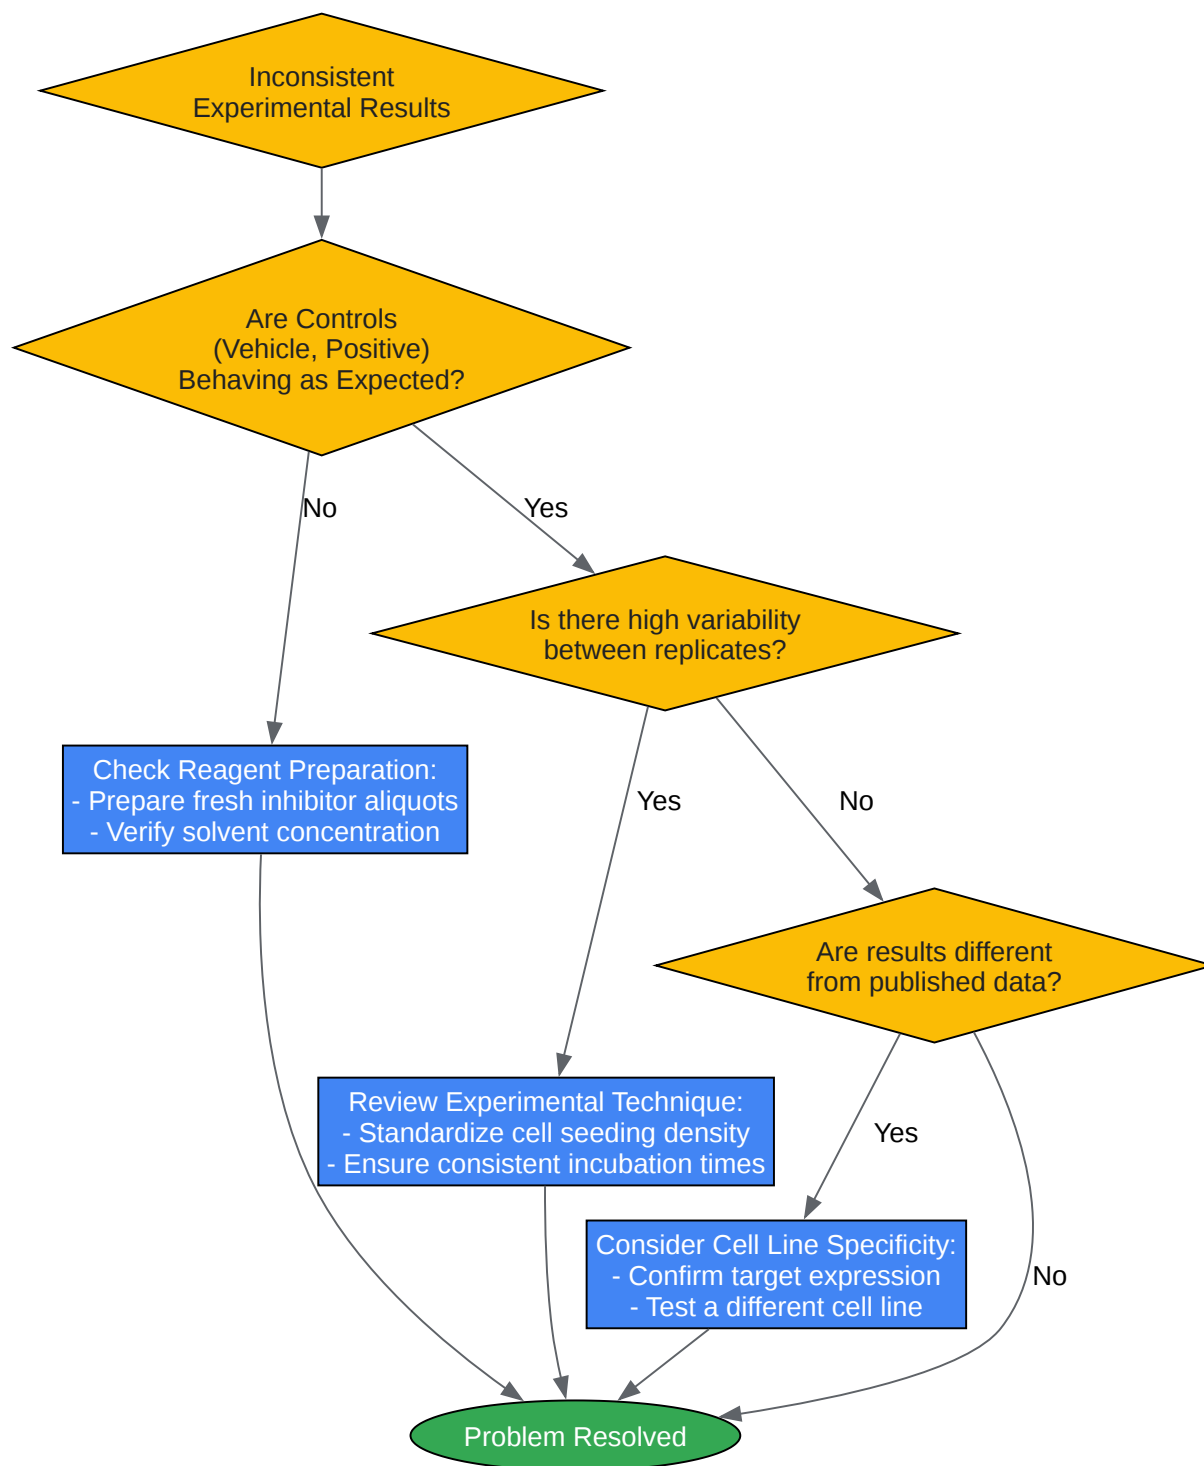 Inconsistent
Experimental Results
Are Controls
(Vehicle, Positive)
Behaving as Expected?
No
Yes
Is there high variability
between replicates?
Check Reagent Preparation:
- Prepare fresh inhibitor aliquots
- Verify solvent concentration
Yes
No
Are results different
from published data?
Review Experimental Technique:
- Standardize cell seeding density
- Ensure consistent incubation times
Yes
Consider Cell Line Specificity:
- Confirm target expression
- Test a different cell line
No
Problem Resolved